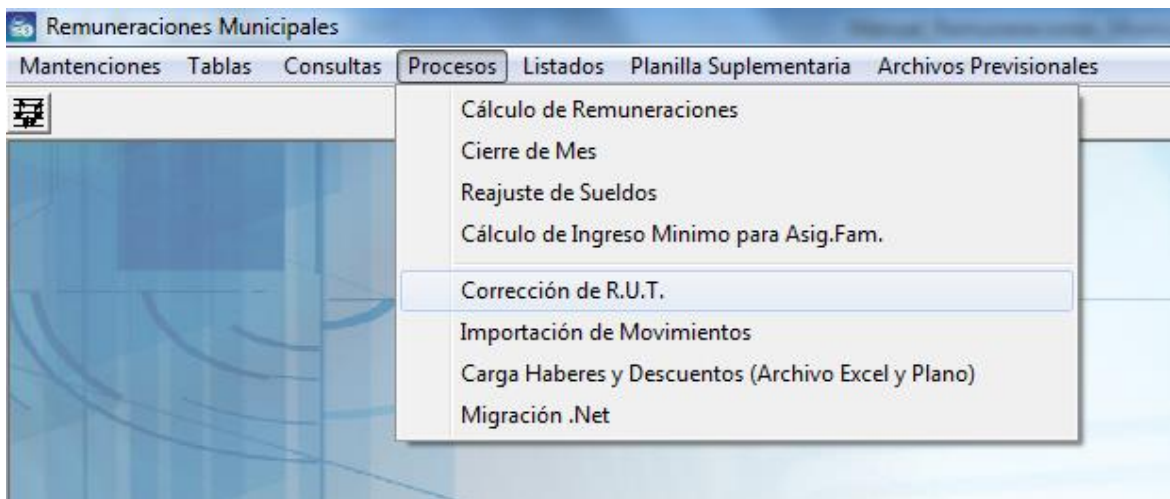 Remuneraciones Municipales
Mantenciones Tablas Consultas Procesos Listados Planilla Suplementaria Archivos Previsionales
Cálculo de Remuneraciones
Cierre de Mes
Reajuste de Sueldos
Cálculo de Ingreso Minimo para Asig.Fam.
Corrección de R.U.T.
Importación de Movimientos
Carga Haberes y Descuentos (Archivo Excel y Plano)
Migración .Net